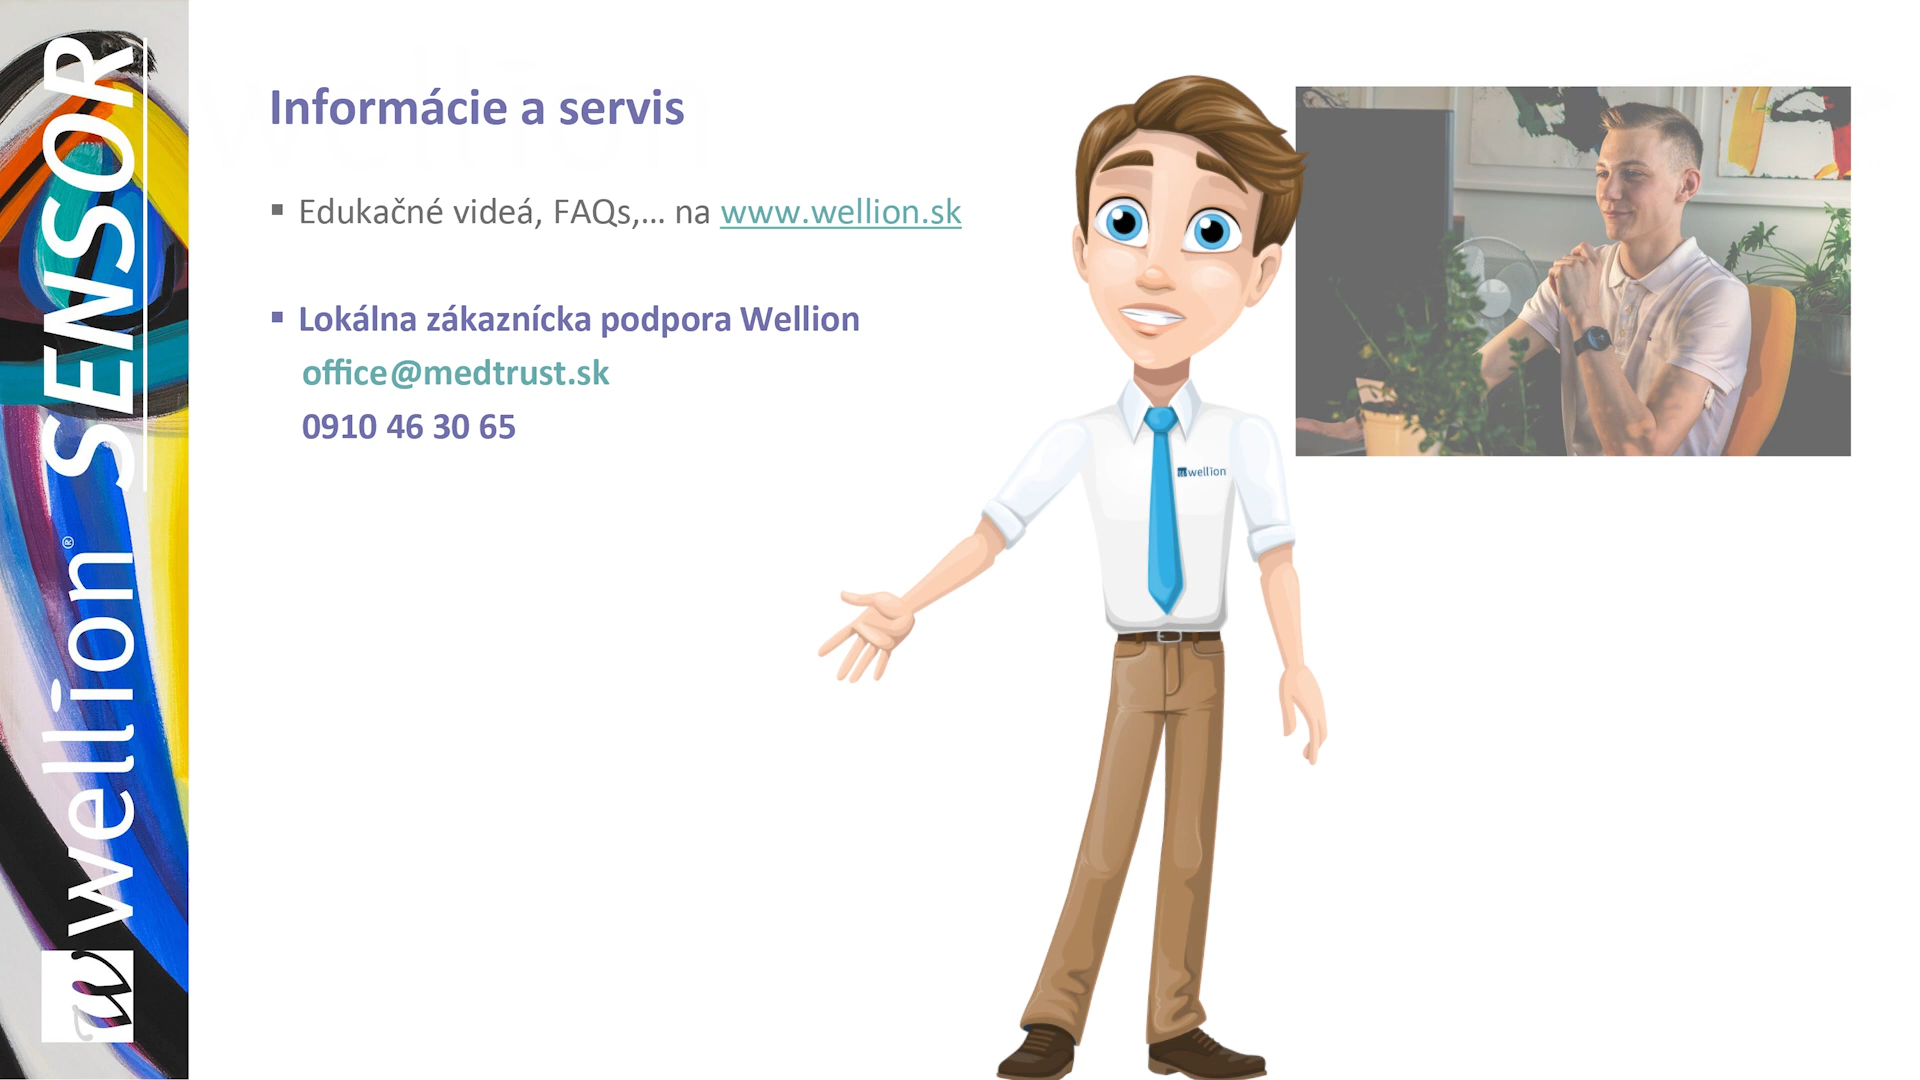 wellion® SENSOR
Informácie a servis
▪ Edukačné videá, FAQs,... na www.wellion.sk
▪ Lokálna zákaznícka podpora Wellion
office@medtrust.sk
0910 46 30 65
wellion